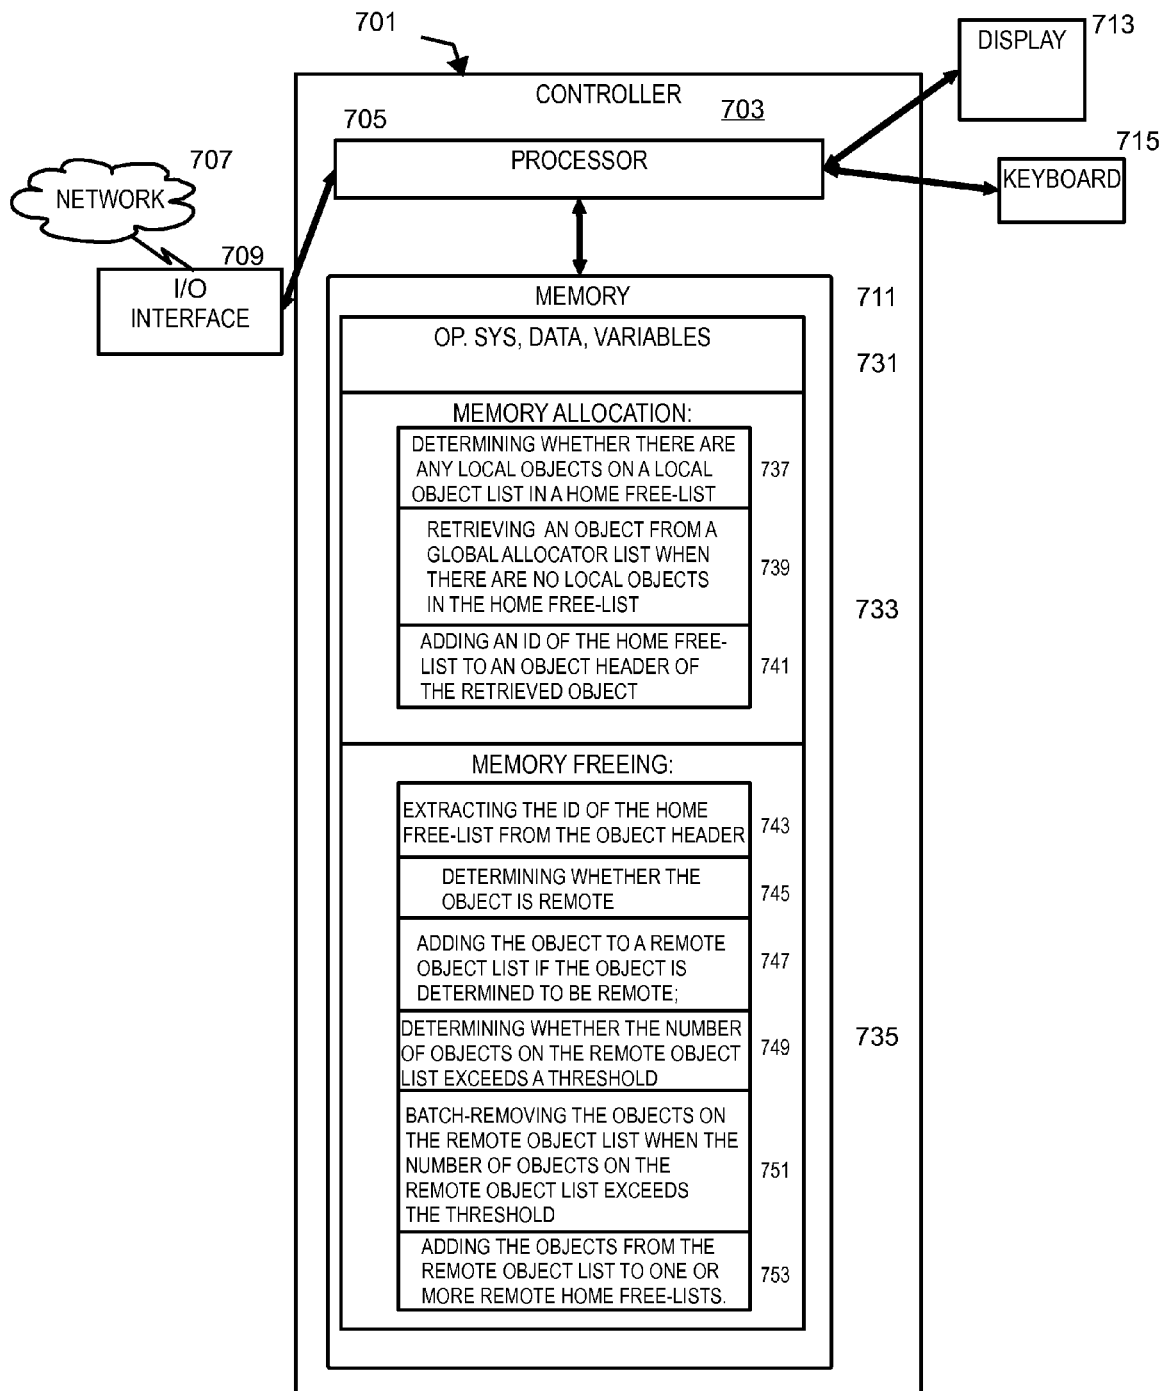 701
713
DISPLAY
CONTROLLER
703
705
PROCESSOR
715
KEYBOARD
707
NETWORK
709
I/O
INTERFACE
MEMORY
711
OP. SYS, DATA, VARIABLES
731
MEMORY ALLOCATION:
DETERMINING WHETHER THERE ARE
ANY LOCAL OBJECTS ON A LOCAL
OBJECT LIST IN A HOME FREE-LIST
737
RETRIEVING AN OBJECT FROM A
GLOBAL ALLOCATOR LIST WHEN
THERE ARE NO LOCAL OBJECTS
IN THE HOME FREE-LIST
739
733
ADDING AN ID OF THE HOME FREE-
LIST TO AN OBJECT HEADER OF
THE RETRIEVED OBJECT
741
MEMORY FREEING:
EXTRACTING THE ID OF THE HOME
FREE-LIST FROM THE OBJECT HEADER
743
DETERMINING WHETHER THE
OBJECT IS REMOTE
745
ADDING THE OBJECT TO A REMOTE
OBJECT LIST IF THE OBJECT IS
DETERMINED TO BE REMOTE;
747
DETERMINING WHETHER THE NUMBER
OF OBJECTS ON THE REMOTE OBJECT
LIST EXCEEDS A THRESHOLD
749
735
BATCH-REMOVING THE OBJECTS ON
THE REMOTE OBJECT LIST WHEN THE
NUMBER OF OBJECTS ON THE
REMOTE OBJECT LIST EXCEEDS
THE THRESHOLD
751
ADDING THE OBJECTS FROM THE
REMOTE OBJECT LIST TO ONE OR
MORE REMOTE HOME FREE-LISTS.
753